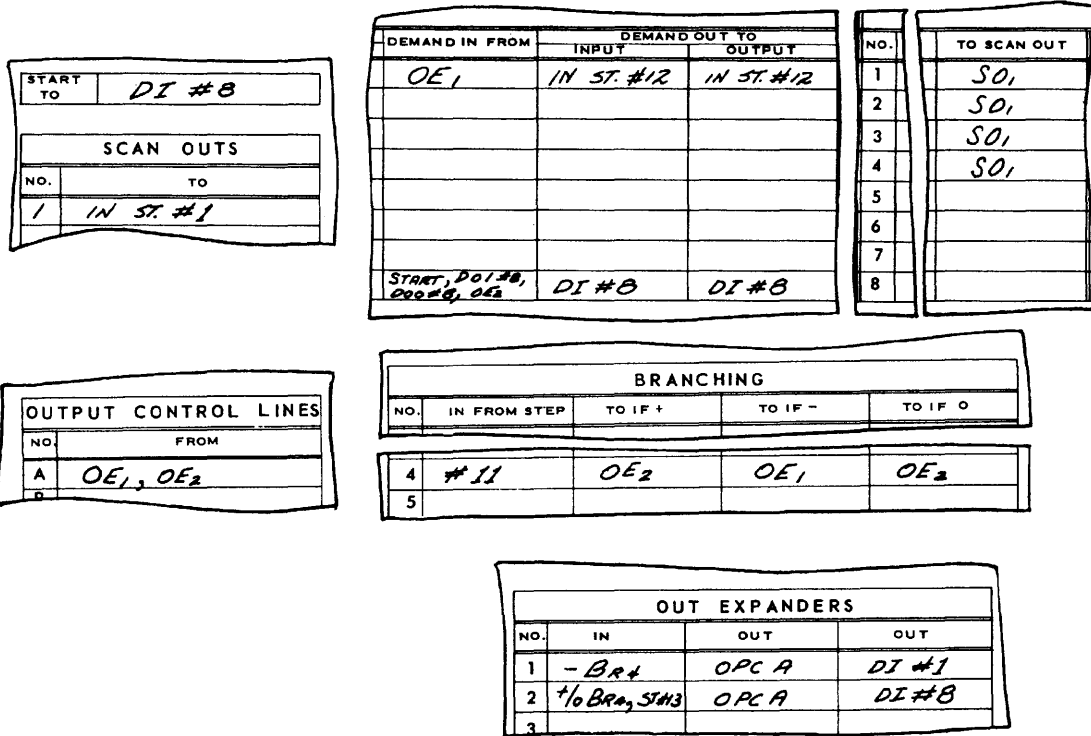 START TO DI #8
SCAN OUTS
NO. TO
1 IN ST. #1
DEMAND IN FROM DEMAND OUT TO
INPUT OUTPUT
OE1 IN ST. #12 IN ST. #12
START, DOI #8, DOO #8, OE2 DI #8 DI #8
NO. TO SCAN OUT
1 SO1
2 SO1
3 SO1
4 SO1
5
6
7
8
OUTPUT CONTROL LINES
NO. FROM
A OE1, OE2
BRANCHING
NO. IN FROM STEP TO IF + TO IF - TO IF 0
4 #11 OE2 OE1 OE2
5
OUT EXPANDERS
NO. IN OUT OUT
1 - BR4 OPC A DI #1
2 +/0 BR4, ST#13 OPC A DI #8
3